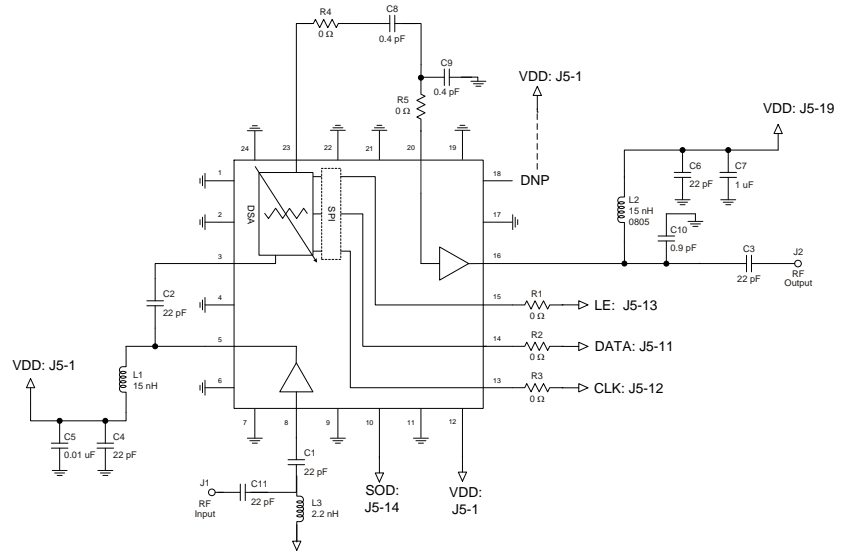 C8
R4
0 Ω
0.4 pF
C9
0.4 pF
R5
0 Ω
VDD: J5-1
VDD: J5-19
24
23
22
21
20
19
1
2
3
4
5
6
DSA
SPI
18
DNP
17
16
15
14
13
C6
22 pF
C7
1 uF
L2
15 nH
0805
C10
0.9 pF
C3
22 pF
J2
RF
Output
C2
22 pF
R1
0 Ω
LE: J5-13
R2
0 Ω
DATA: J5-11
R3
0 Ω
CLK: J5-12
VDD: J5-1
L1
15 nH
C5
0.01 uF
C4
22 pF
7
8
9
10
11
12
C1
22 pF
J1
RF
Input
C11
22 pF
L3
2.2 nH
SOD:
J5-14
VDD:
J5-1